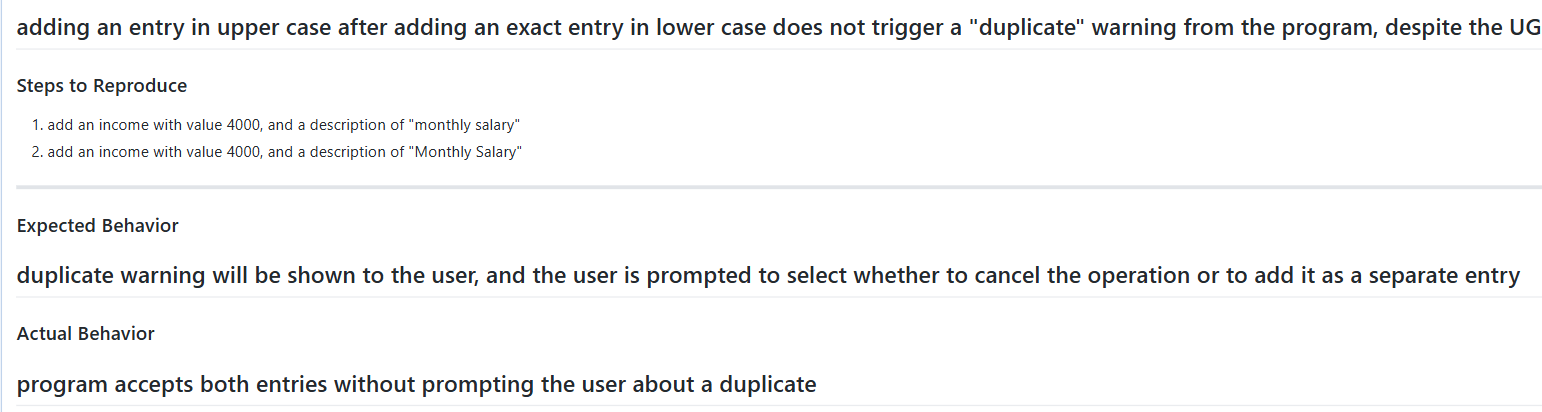 adding an entry in upper case after adding an exact entry in lower case does not trigger a "duplicate" warning from the program, despite the UG
Steps to Reproduce
1. add an income with value 4000, and a description of "monthly salary"
2. add an income with value 4000, and a description of "Monthly Salary"
Expected Behavior
duplicate warning will be shown to the user, and the user is prompted to select whether to cancel the operation or to add it as a separate entry
Actual Behavior
program accepts both entries without prompting the user about a duplicate